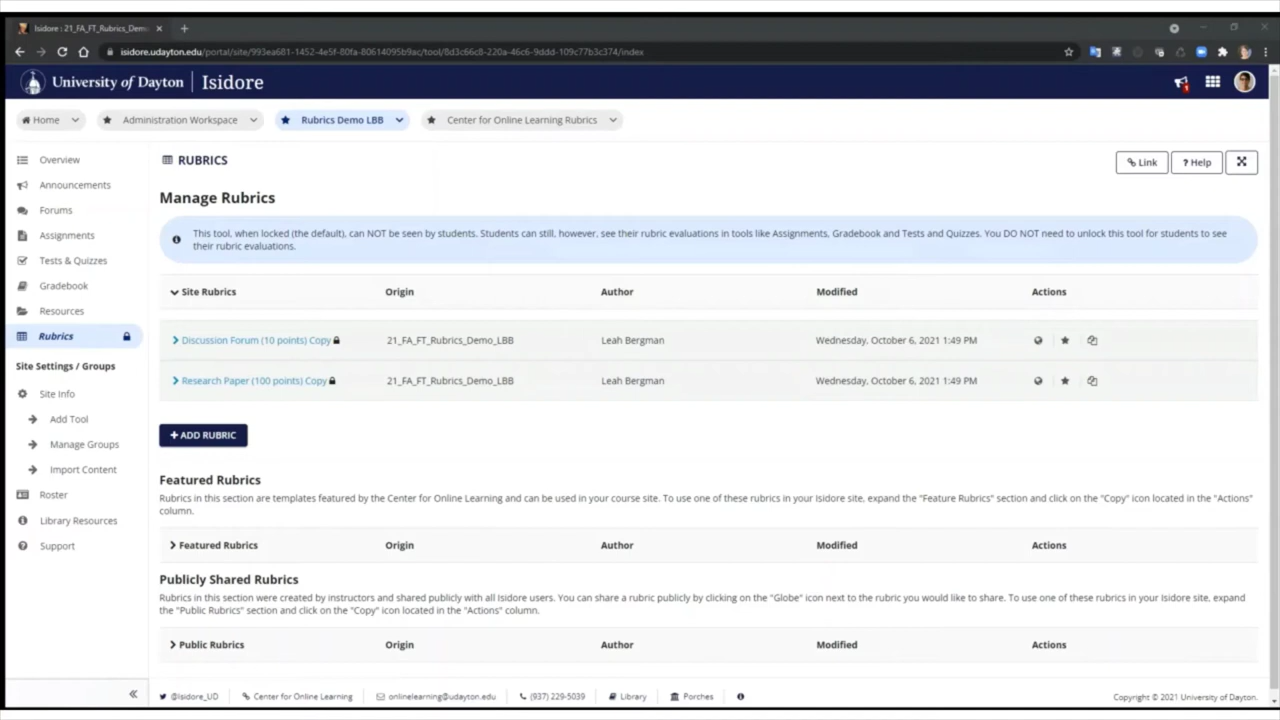 Isidore : 21_FA_FT_Rubrics_Dem
isidore.udayton.edu/portal/site/993ea681-1452-4e5f-80fa-80614095b9ac/tool/8d3c66c8-220a-46c6-9ddd-109c77b3c374/index
University of Dayton | Isidore
Home
Administration Workspace
Rubrics Demo LBB
Center for Online Learning Rubrics
Overview
Announcements
Forums
Assignments
Tests & Quizzes
Gradebook
Resources
Rubrics
Site Settings / Groups
Site Info
Add Tool
Manage Groups
Import Content
Roster
Library Resources
Support
RUBRICS
Link
? Help
Manage Rubrics
This tool, when locked (the default), can NOT be seen by students. Students can still, however, see their rubric evaluations in tools like Assignments, Gradebook and Tests and Quizzes. You DO NOT need to unlock this tool for students to see
their rubric evaluations.
Site Rubrics Origin Author Modified Actions
Discussion Forum (10 points) Copy 21_FA_FT_Rubrics_Demo_LBB Leah Bergman Wednesday, October 6, 2021 1:49 PM
Research Paper (100 points) Copy 21_FA_FT_Rubrics_Demo_LBB Leah Bergman Wednesday, October 6, 2021 1:49 PM
+ ADD RUBRIC
Featured Rubrics
Rubrics in this section are templates featured by the Center for Online Learning and can be used in your course site. To use one of these rubrics in your Isidore site, expand the "Feature Rubrics" section and click on the "Copy" icon located in the "Actions"
column.
Featured Rubrics Origin Author Modified Actions
Publicly Shared Rubrics
Rubrics in this section were created by instructors and shared publicly with all Isidore users. You can share a rubric publicly by clicking on the "Globe" icon next to the rubric you would like to share. To use one of these rubrics in your Isidore site, expand
the "Public Rubrics" section and click on the "Copy" icon located in the "Actions" column.
Public Rubrics Origin Author Modified Actions
@Isidore_UD
Center for Online Learning
onlinelearning@udayton.edu
(937) 229-5039
Library
Porches
Copyright © 2021 University of Dayton.